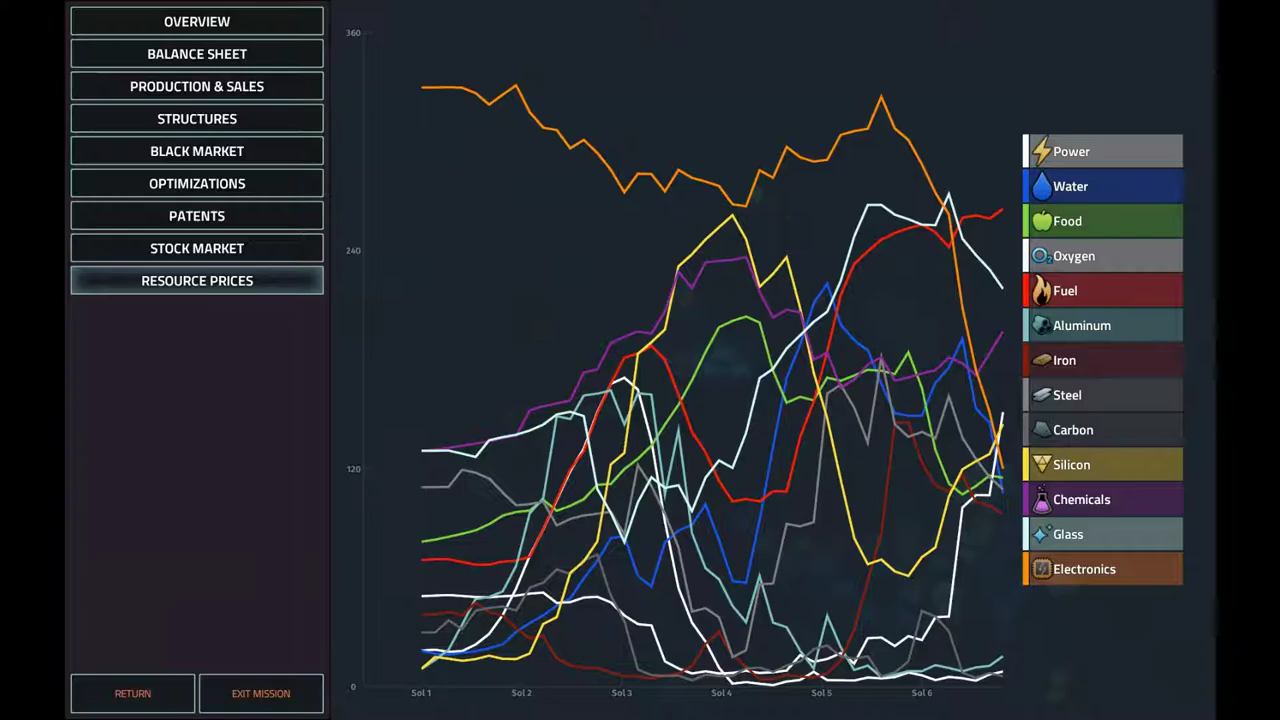 OVERVIEW
BALANCE SHEET
PRODUCTION & SALES
STRUCTURES
BLACK MARKET
OPTIMIZATIONS
PATENTS
STOCK MARKET
RESOURCE PRICES
RETURN
EXIT MISSION
360
240
120
0
Sol 1
Sol 2
Sol 3
Sol 4
Sol 5
Sol 6
Power
Water
Food
O2 Oxygen
Fuel
Aluminum
Iron
Steel
Carbon
Silicon
Chemicals
Glass
Electronics